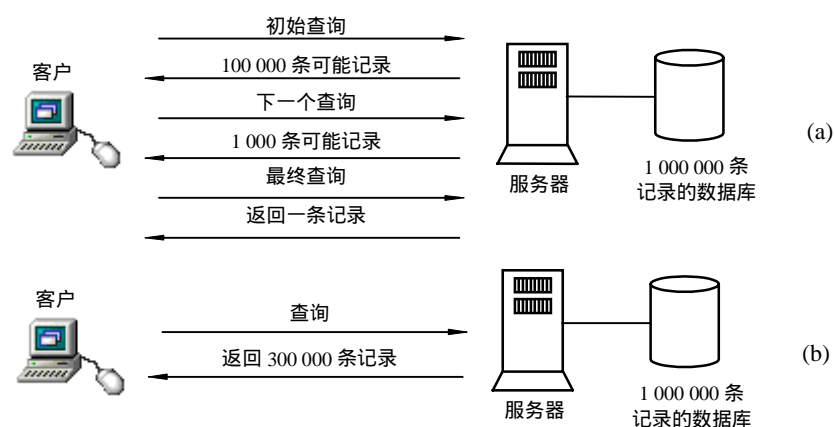 初始查询
100 000 条可能记录
客户
下一个查询
1 000 条可能记录
(a)
最终查询
服务器
1 000 000 条
记录的数据库
返回一条记录
客户
查询
返回 300 000 条记录
(b)
服务器
1 000 000 条
记录的数据库